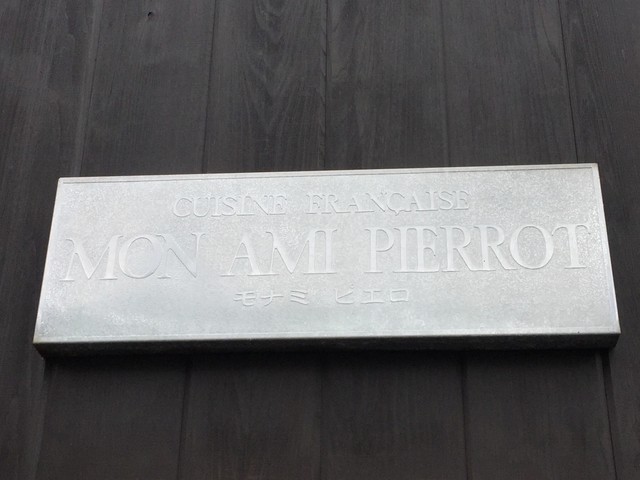 CUISINE FRANÇAISE
MON AMI PIERROT
モナミ ピエロ